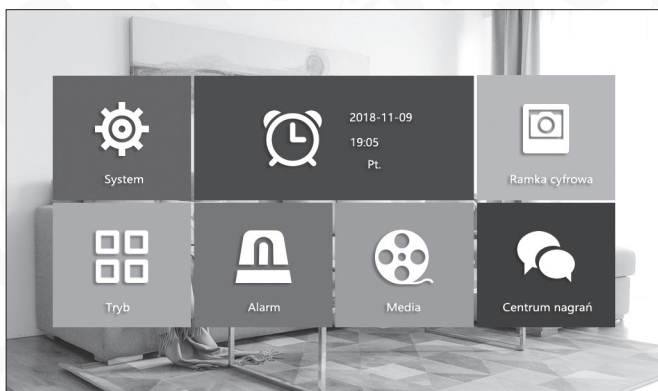 System
2018-11-09
19:05
Pt.
Ramka cyfrowa
Tryb
Alarm
Media
Centrum nagrań